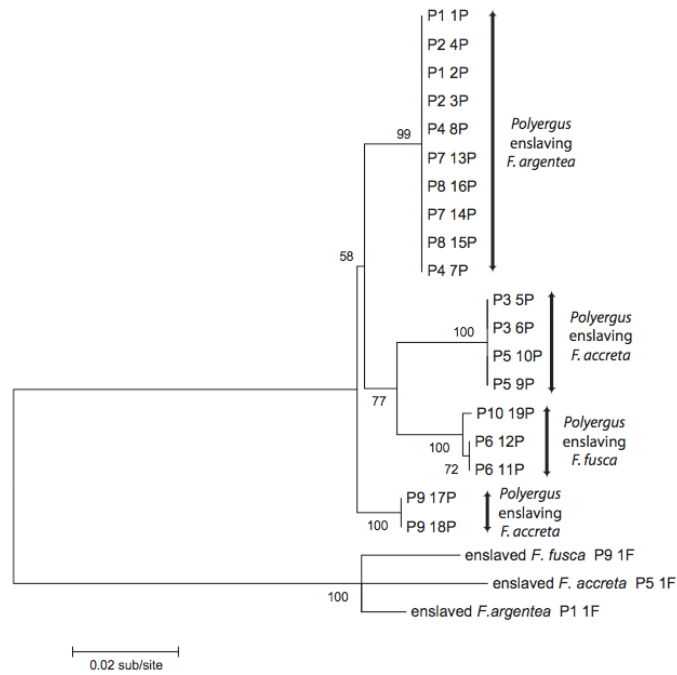 P1 1P
P2 4P
P1 2P
P2 3P
P4 8P
P7 13P
P8 16P
P7 14P
P8 15P
P4 7P
99
Polyergus
enslaving
F. argentea
58
P3 5P
P3 6P
P5 10P
P5 9P
100
Polyergus
enslaving
F. accreta
77
P10 19P
P6 12P
P6 11P
100
72
Polyergus
enslaving
F. fusca
P9 17P
P9 18P
100
Polyergus
enslaving
F. accreta
enslaved F. fusca P9 1F
enslaved F. accreta P5 1F
enslaved F.argentea P1 1F
100
0.02 sub/site